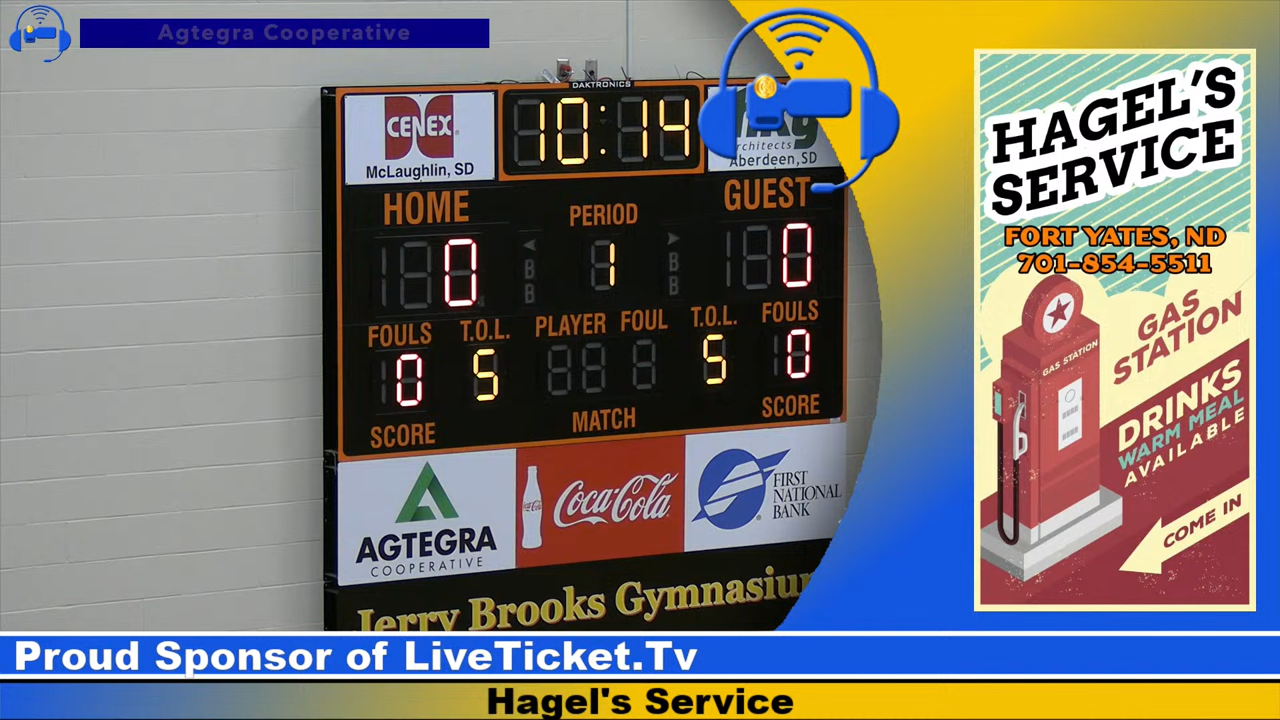 Agtegra Cooperative
DAKTRONICS
CENEX
McLaughlin, SD
10:14
Aberdeen, SD
HOME
PERIOD
GUEST
0
1
0
B
B
B
B
FOULS
T.O.L.
PLAYER
FOUL
T.O.L.
FOULS
0
5
5
0
SCORE
MATCH
SCORE
AGTEGRA
COOPERATIVE
Coca-Cola
FIRST
NATIONAL
BANK
Jerry Brooks
HAGEL'S
SERVICE
FORT YATES, ND
701-854-5511
GAS
STATION
GAS STATION
DRINKS
WARM MEAL
AVAILABLE
COME IN
Proud Sponsor of LiveTicket.Tv
Hagel's Service